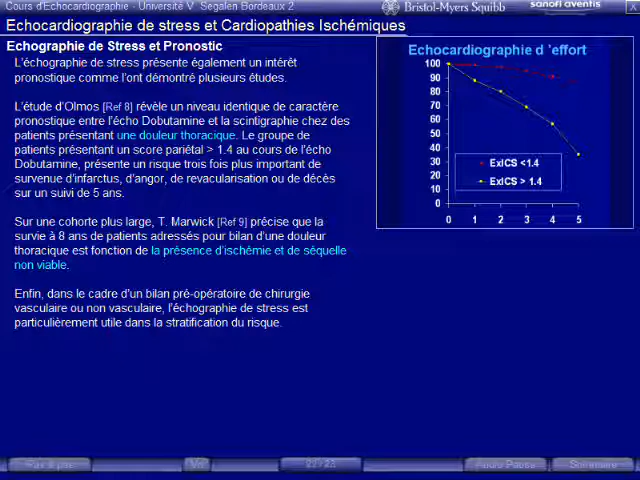 Cours d'Echocardiographie - Université V. Segalen Bordeaux 2
Bristol-Myers Squibb
sanofi aventis
X
Echocardiographie de stress et Cardiopathies Ischémiques
Echographie de Stress et Pronostic
L'échographie de stress présente également un intérêt
pronostique comme l'ont démontré plusieurs études.
L'étude d'Olmos [Ref 8] révèle un niveau identique de caractère
pronostique entre l'écho Dobutamine et la scintigraphie chez des
patients présentant une douleur thoracique. Le groupe de
patients présentant un score pariétal > 1.4 au cours de l'écho
Dobutamine, présente un risque trois fois plus important de
survenue d'infarctus, d'angor, de revacularisation ou de décès
sur un suivi de 5 ans.
Sur une cohorte plus large, T. Marwick [Ref 9] précise que la
survie à 8 ans de patients adressés pour bilan d'une douleur
thoracique est fonction de la présence d'ischémie et de séquelle
non viable.
Enfin, dans le cadre d'un bilan pré-opératoire de chirurgie
vasculaire ou non vasculaire, l'échographie de stress est
particulièrement utile dans la stratification du risque.
Echocardiographie d 'effort
100
90
80
70
60
50
40
30
20
10
0
ExICS <1.4
ExICS > 1.4
0 1 2 3 4 5
Pas à pas
22/23
Audio Pause
Sommaire